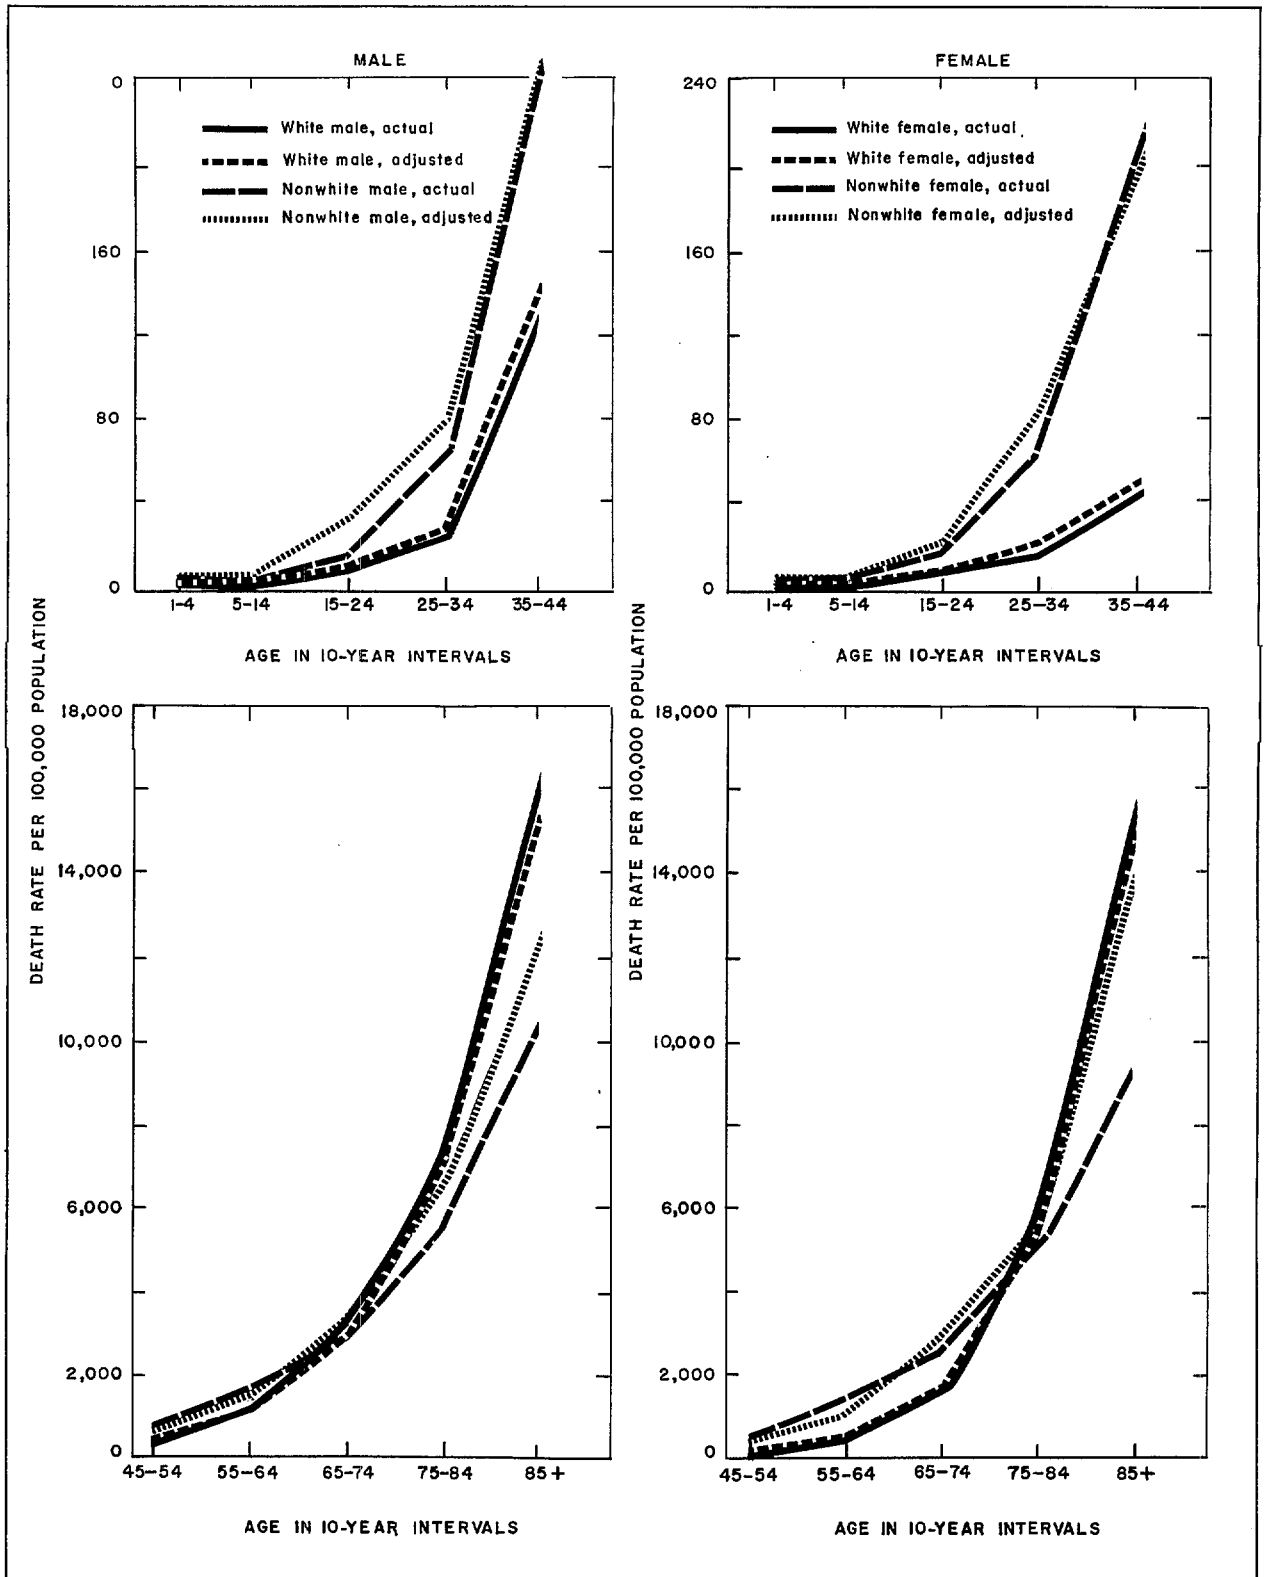 MALE
0
White male, actual
White male, adjusted
Nonwhite male, actual
Nonwhite male, adjusted
160
80
0
1-4 5-14 15-24 25-34 35-44
AGE IN 10-YEAR INTERVALS
FEMALE
240
White female, actual
White female, adjusted
Nonwhite female, actual
Nonwhite female, adjusted
160
80
0
1-4 5-14 15-24 25-34 35-44
AGE IN 10-YEAR INTERVALS
DEATH RATE PER 100,000 POPULATION
18,000
14,000
10,000
6,000
2,000
0
45-54 55-64 65-74 75-84 85+
AGE IN 10-YEAR INTERVALS
DEATH RATE PER 100,000 POPULATION
18,000
14,000
10,000
6,000
2,000
0
45-54 55-64 65-74 75-84 85+
AGE IN 10-YEAR INTERVALS